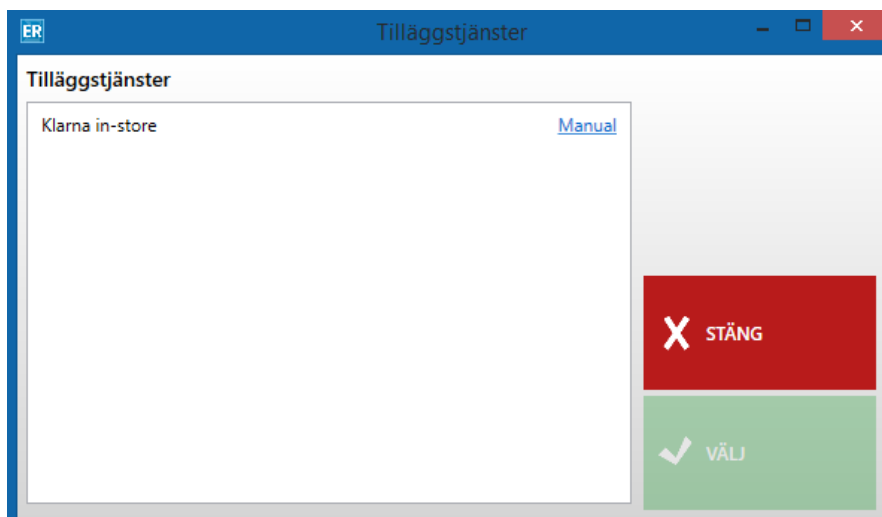 ER
Tilläggstjänster
Tilläggstjänster
Klarna in-store Manual
STÄNG
VÄLJ